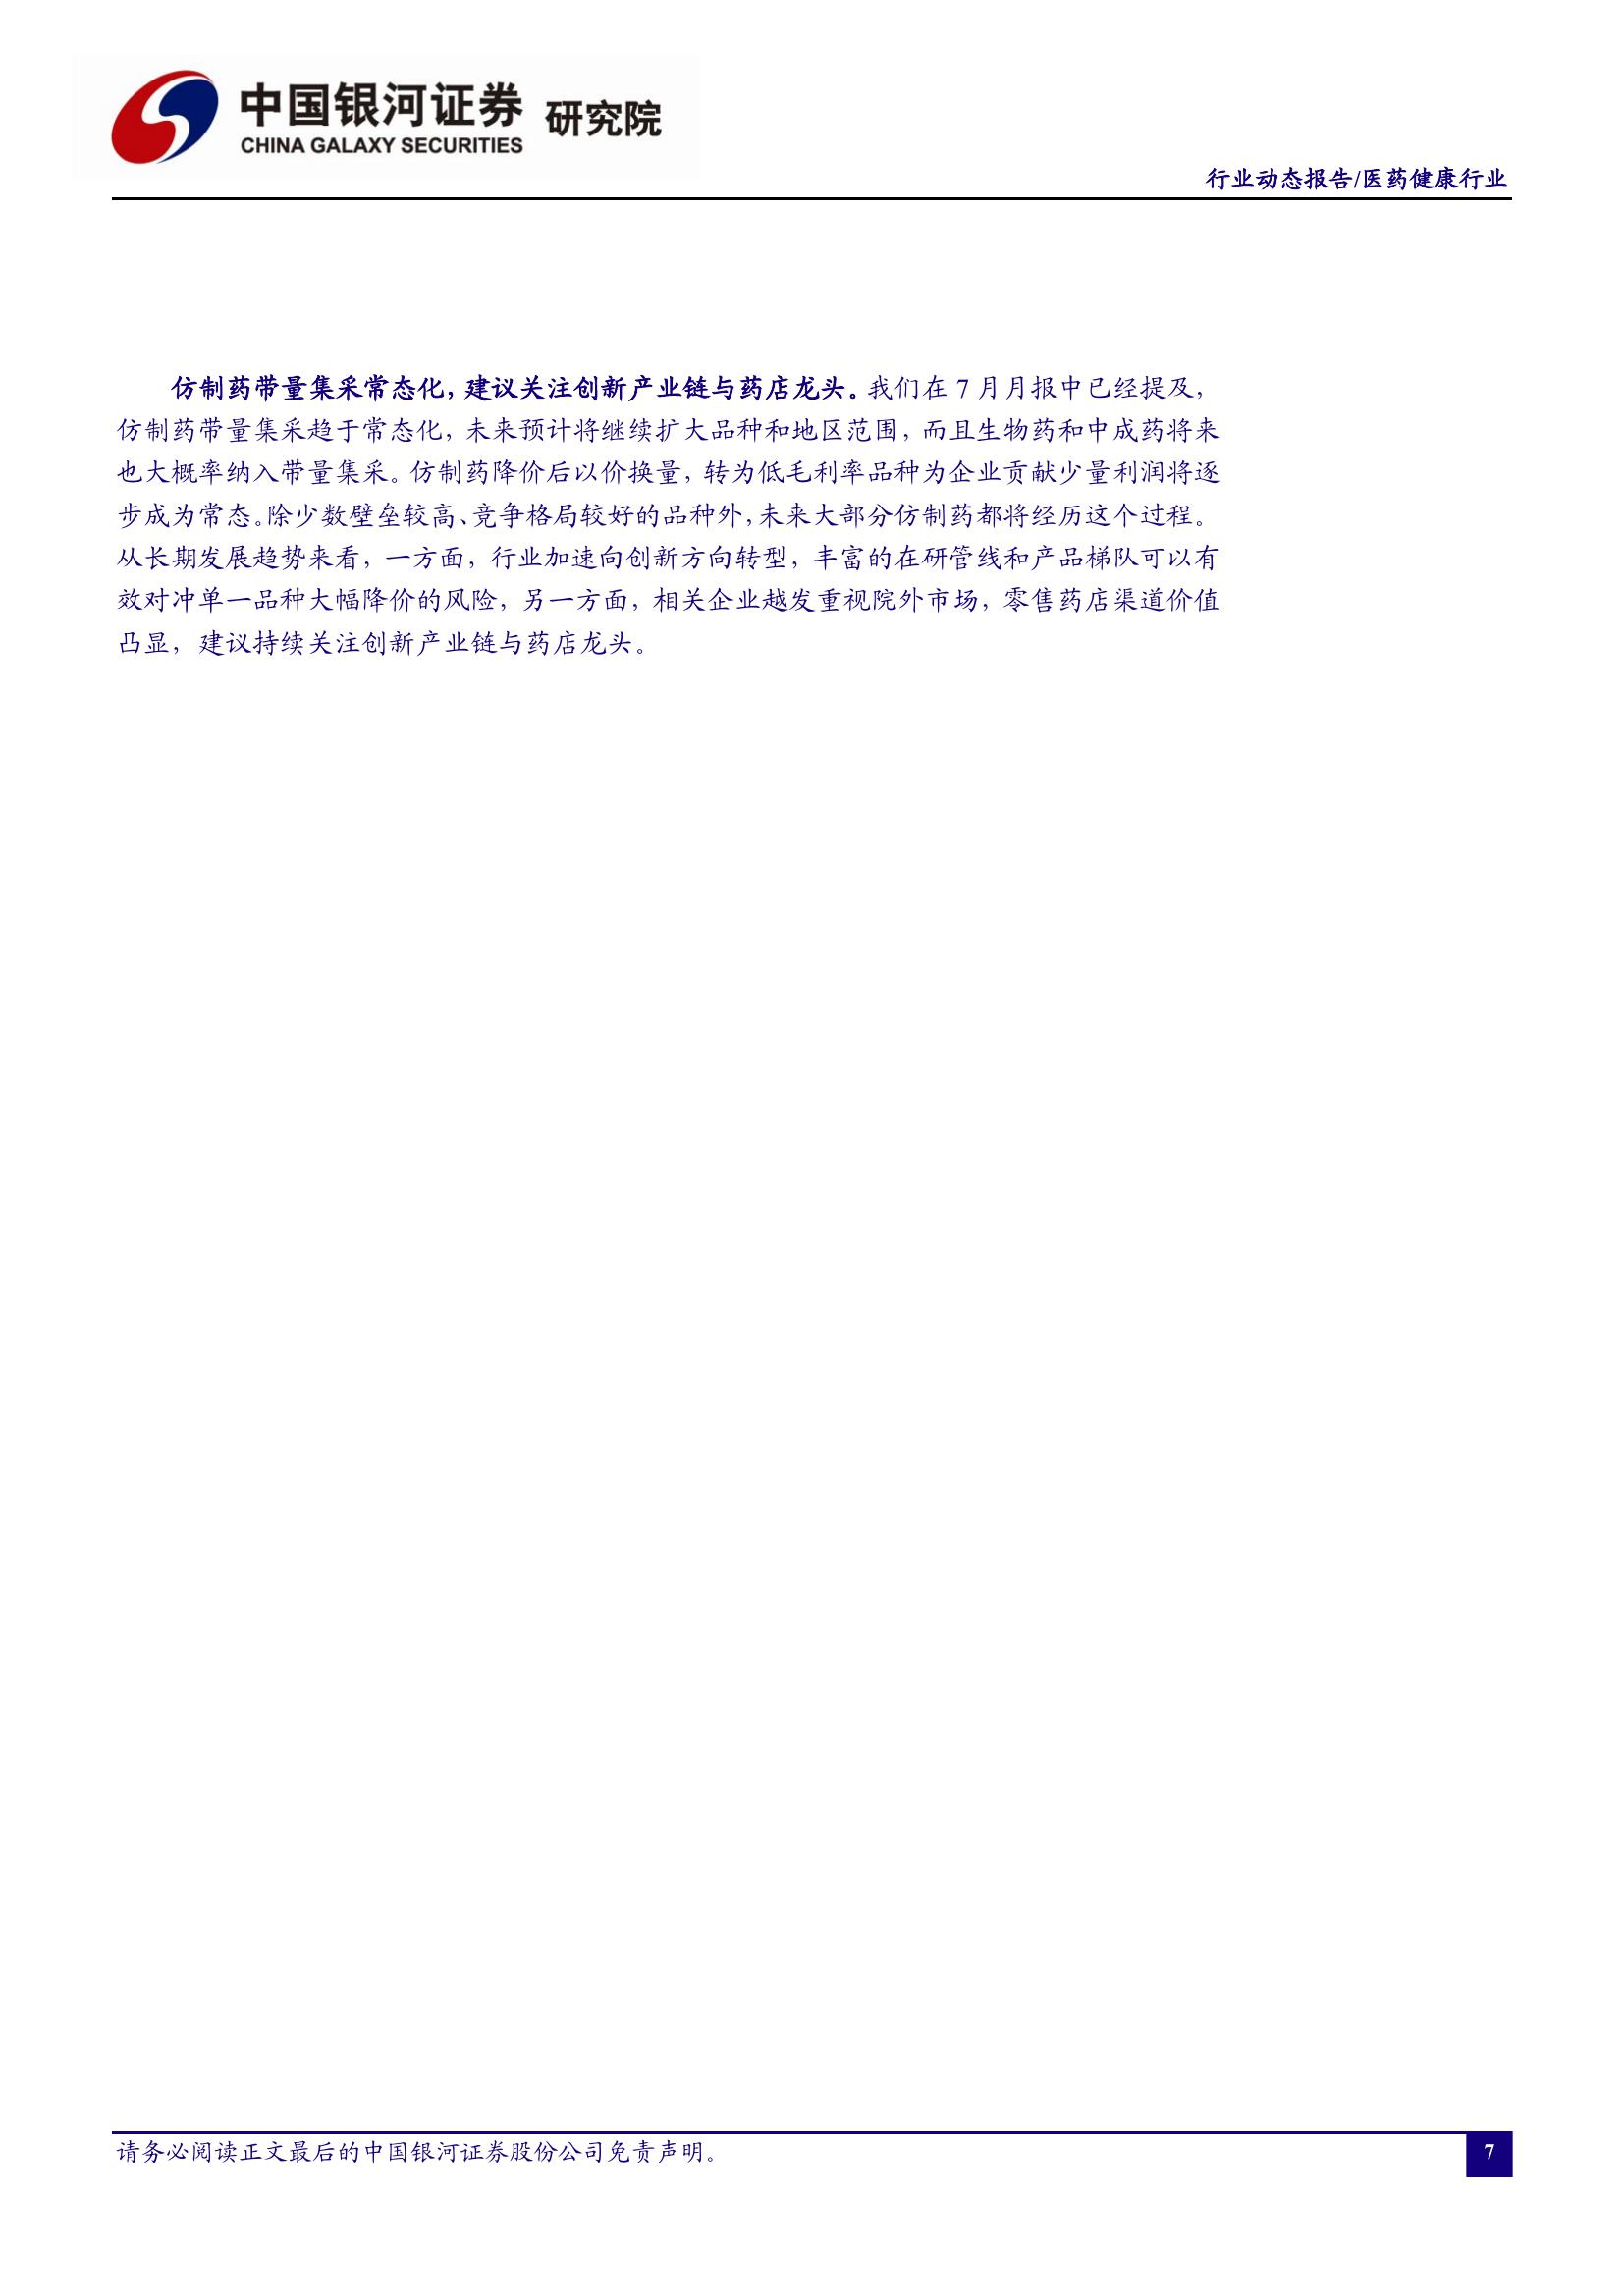 中国银河证券 研究院
CHINA GALAXY SECURITIES
行业动态报告/医药健康行业
仿制药带量集采常态化，建议关注创新产业链与药店龙头。我们在 7 月月报中已经提及，
仿制药带量集采趋于常态化，未来预计将继续扩大品种和地区范围，而且生物药和中成药将来
也大概率纳入带量集采。仿制药降价后以价换量，转为低毛利率品种为企业贡献少量利润将逐
步成为常态。除少数壁垒较高、竞争格局较好的品种外，未来大部分仿制药都将经历这个过程。
从长期发展趋势来看，一方面，行业加速向创新方向转型，丰富的在研管线和产品梯队可以有
效对冲单一品种大幅降价的风险，另一方面，相关企业越发重视院外市场，零售药店渠道价值
凸显，建议持续关注创新产业链与药店龙头。
请务必阅读正文最后的中国银河证券股份公司免责声明。
7